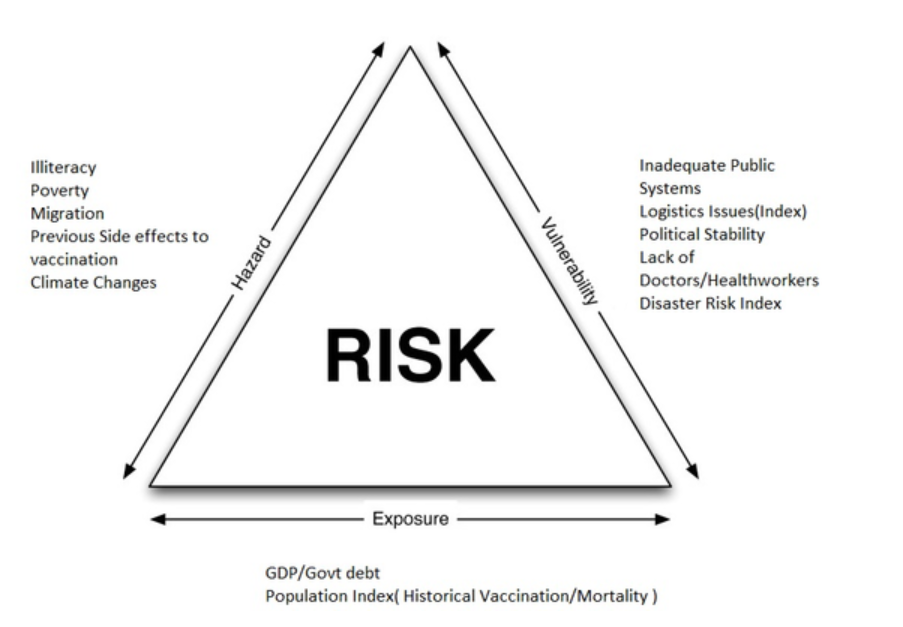 Illiteracy
Poverty
Migration
Previous Side effects to
vaccination
Climate Changes
Hazard
RISK
Vulnerability
Inadequate Public
Systems
Logistics Issues(Index)
Political Stability
Lack of
Doctors/Healthworkers
Disaster Risk Index
Exposure
GDP/Govt debt
Population Index( Historical Vaccination/Mortality )